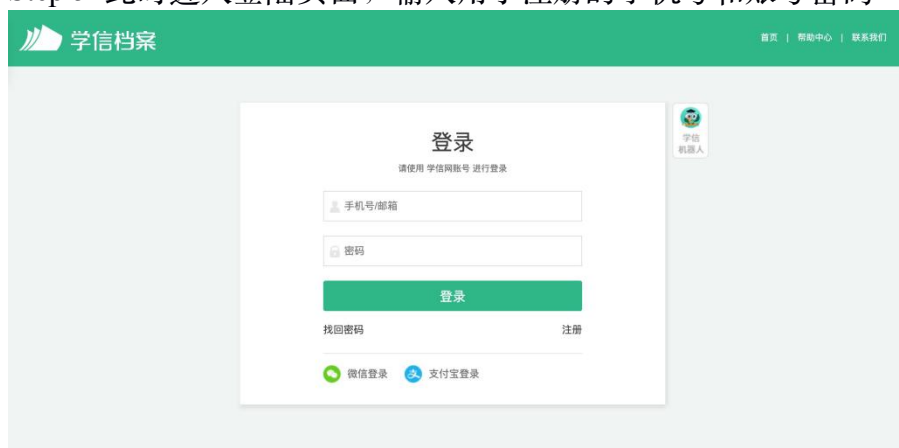 学信档案
首页 | 帮助中心 | 联系我们
登录
学信
机器人
请使用 学信网账号 进行登录
手机号/邮箱
密码
登录
找回密码 注册
微信登录 支付宝登录